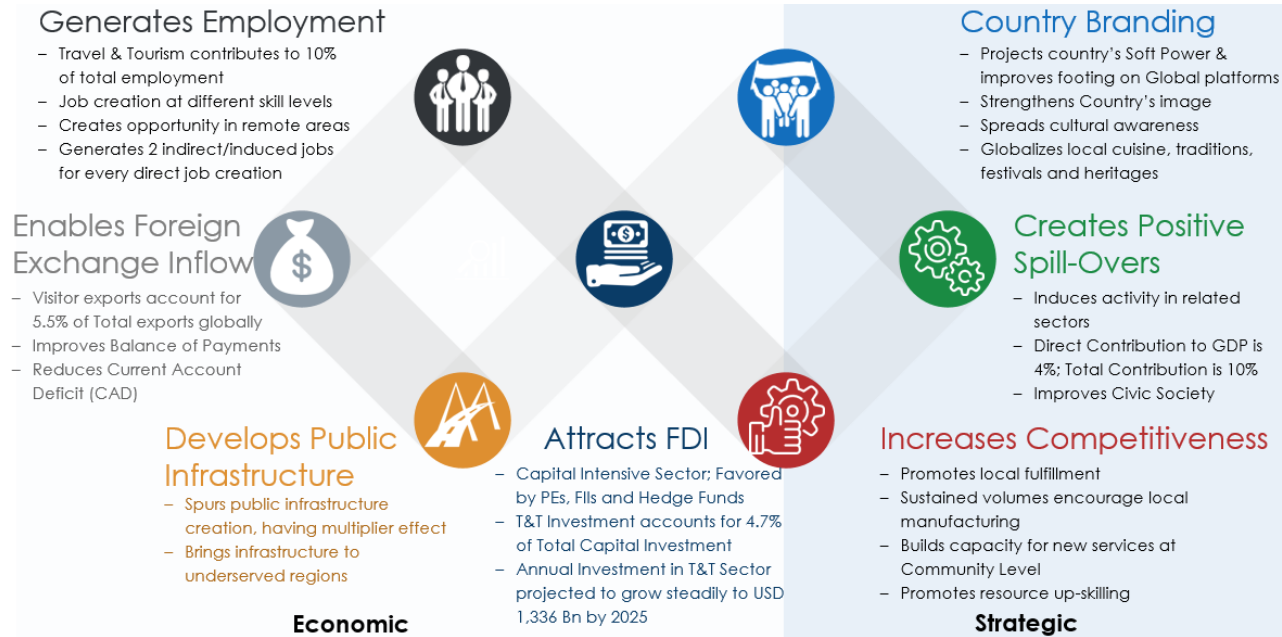 Generates Employment
– Travel & Tourism contributes to 10%
of total employment
– Job creation at different skill levels
– Creates opportunity in remote areas
– Generates 2 indirect/induced jobs
for every direct job creation
Country Branding
– Projects country’s Soft Power &
improves footing on Global platforms
– Strengthens Country’s image
– Spreads cultural awareness
– Globalizes local cuisine, traditions,
festivals and heritages
Enables Foreign
Exchange Inflow
– Visitor exports account for
5.5% of Total exports globally
– Improves Balance of Payments
– Reduces Current Account
Deficit (CAD)
$
$
Creates Positive
Spill-Overs
– Induces activity in related
sectors
– Direct Contribution to GDP is
4%; Total Contribution is 10%
– Improves Civic Society
Develops Public
Infrastructure
– Spurs public infrastructure
creation, having multiplier effect
– Brings infrastructure to
underserved regions
Attracts FDI
– Capital Intensive Sector; Favored
by PEs, FIIs and Hedge Funds
– T&T Investment accounts for 4.7%
of Total Capital Investment
– Annual Investment in T&T Sector
projected to grow steadily to USD
1,336 Bn by 2025
Increases Competitiveness
– Promotes local fulfillment
– Sustained volumes encourage local
manufacturing
– Builds capacity for new services at
Community Level
– Promotes resource up-skilling
Economic
Strategic